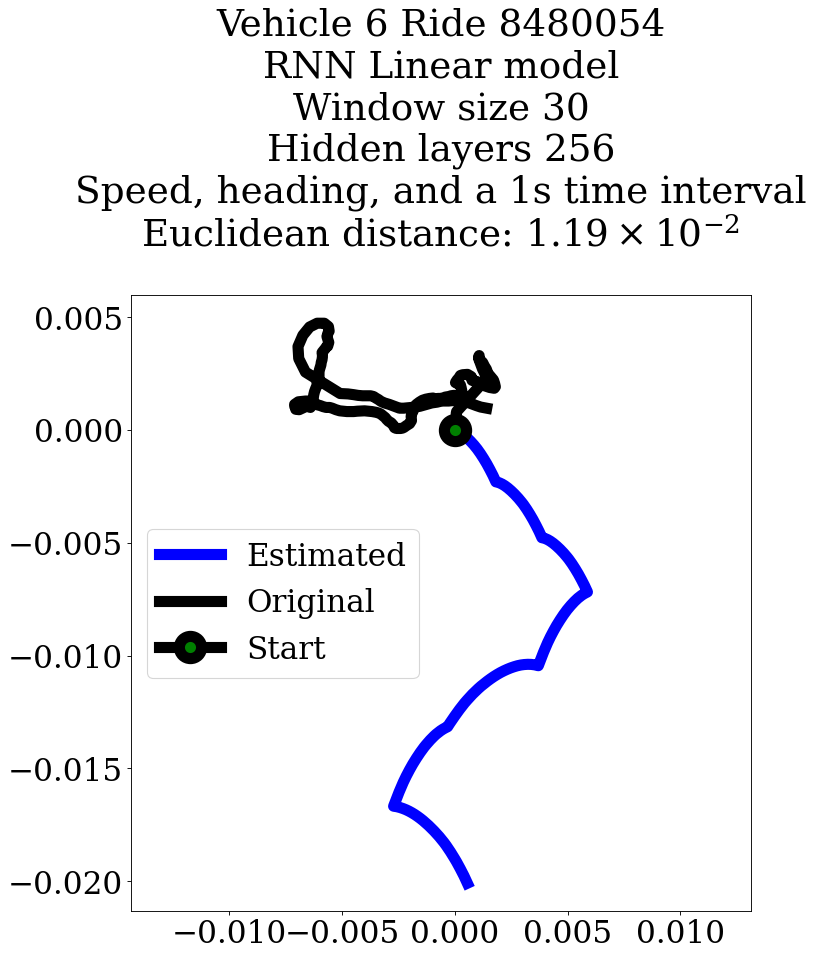 Vehicle 6 Ride 8480054
RNN Linear model
Window size 30
Hidden layers 256
Speed, heading, and a 1s time interval
Euclidean distance: 1.19 × 10⁻²
0.005
0.000
−0.005
−0.010
−0.015
−0.020
Estimated
Original
Start
−0.010 −0.005 0.000 0.005 0.010